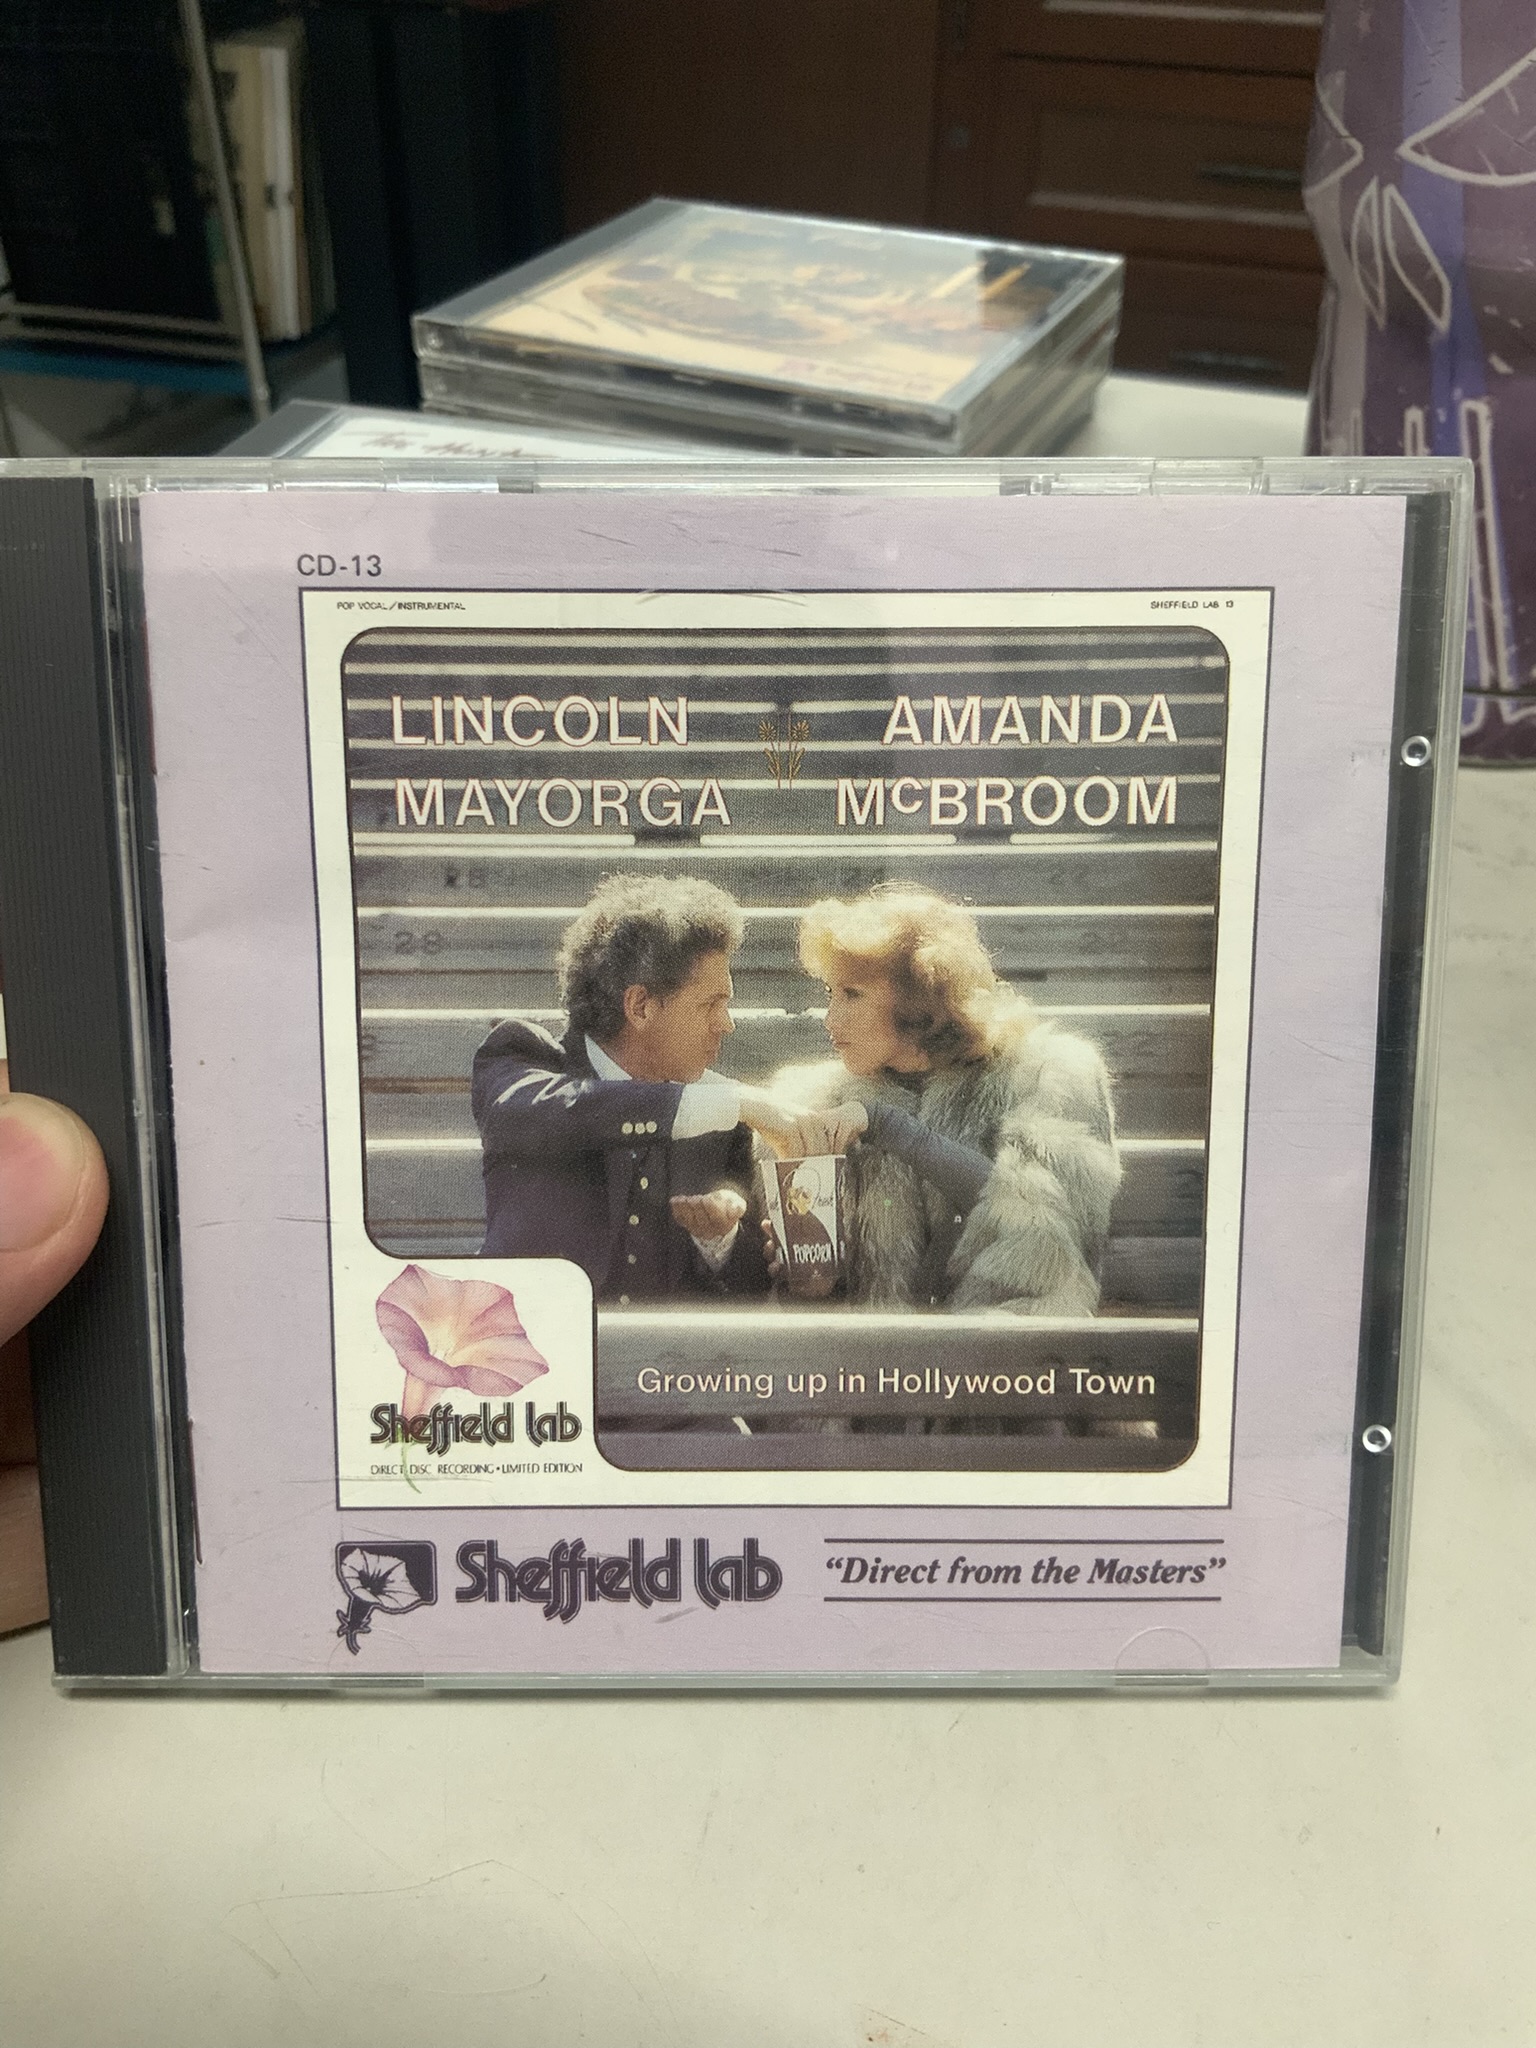 CD-13
POP VOCAL/INSTRUMENTAL
SHEFFIELD LAB 13
LINCOLN
MAYORGA
AMANDA
McBROOM
28
POPCORN
Growing up in Hollywood Town
Sheffield lab
DIRECT DISC RECORDING • LIMITED EDITION
Sheffield lab
“Direct from the Masters”